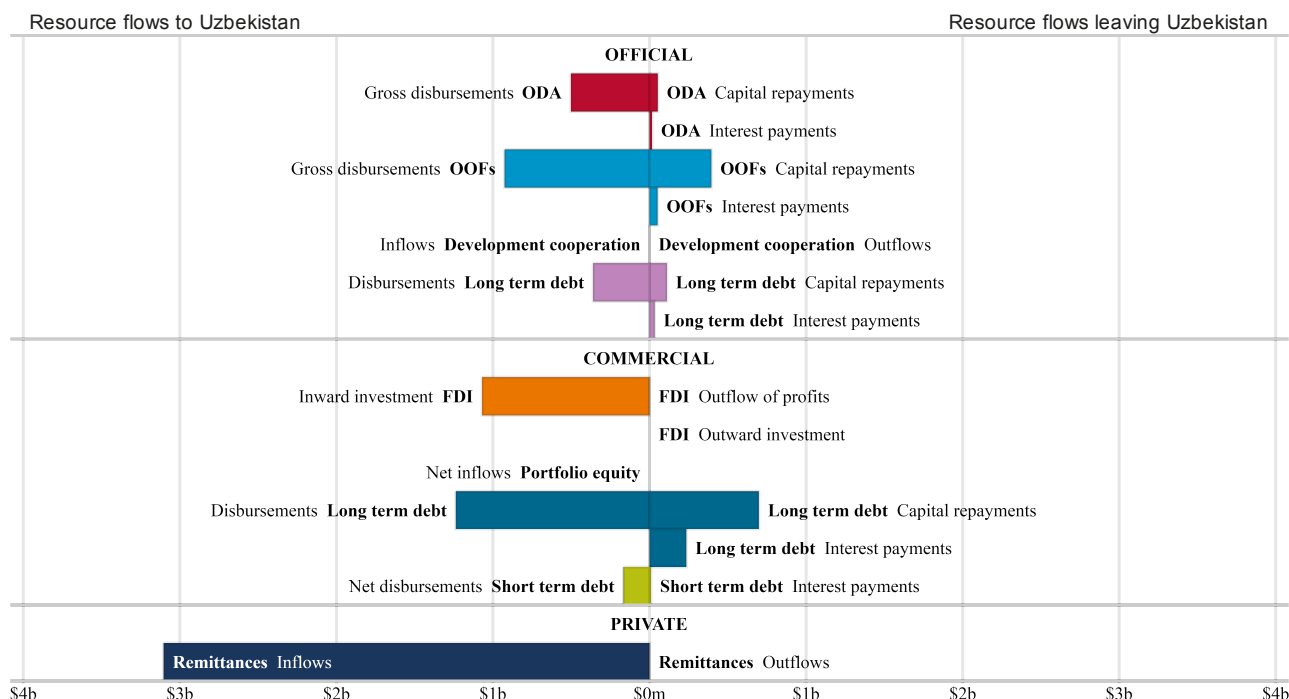 Resource flows to Uzbekistan Resource flows leaving Uzbekistan
OFFICIAL
Gross disbursements ODA ODA Capital repayments
ODA Interest payments
Gross disbursements OOFs OOFs Capital repayments
OOFs Interest payments
Inflows Development cooperation Development cooperation Outflows
Disbursements Long term debt Long term debt Capital repayments
Long term debt Interest payments
COMMERCIAL
Inward investment FDI FDI Outflow of profits
FDI Outward investment
Net inflows Portfolio equity
Disbursements Long term debt Long term debt Capital repayments
Long term debt Interest payments
Net disbursements Short term debt Short term debt Interest payments
PRIVATE
Remittances Inflows Remittances Outflows
$4b $3b $2b $1b $0m $1b $2b $3b $4b